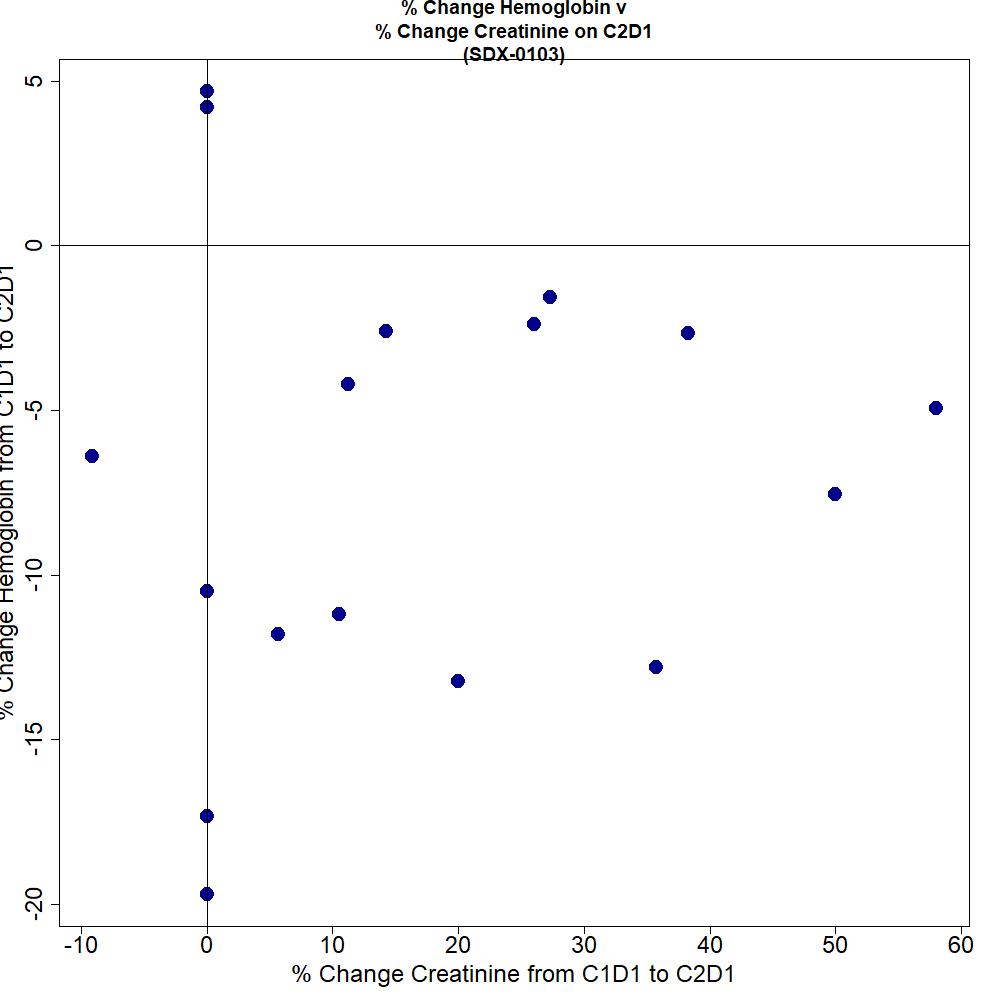 % Change Hemoglobin v
% Change Creatinine on C2D1
(SDX-0103)
% Change Hemoglobin from C1D1 to C2D1
5
0
-5
-10
-15
-20
-10 0 10 20 30 40 50 60
% Change Creatinine from C1D1 to C2D1